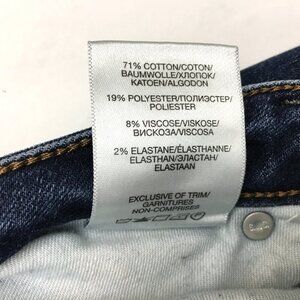 71% COTTON/COTON/
BAUMWOLLE/ХЛОПОК/
KATOEN/ALGODON
19% POLYESTER/ПОЛИЭСТЕР/
POLIESTER
8% VISCOSE/VISKOSE/
ВИСКОЗА/VISCOSA
2% ELASTANE/ÉLASTHANNE/
ELASTHAN/ЭЛАСТАН/
ELASTAAN
EXCLUSIVE OF TRIM/
GARNITURES
NON-COMPRISES